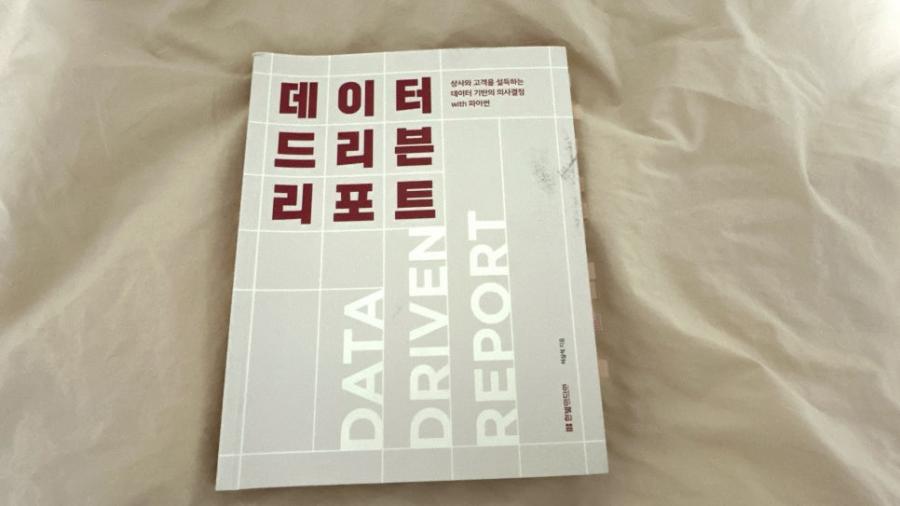 데이터
드리븐
리포트
상사와 고객을 설득하는
데이터 기반의 의사결정
with 파이썬
DATA
DRIVEN
REPORT
지음
한빛미디어